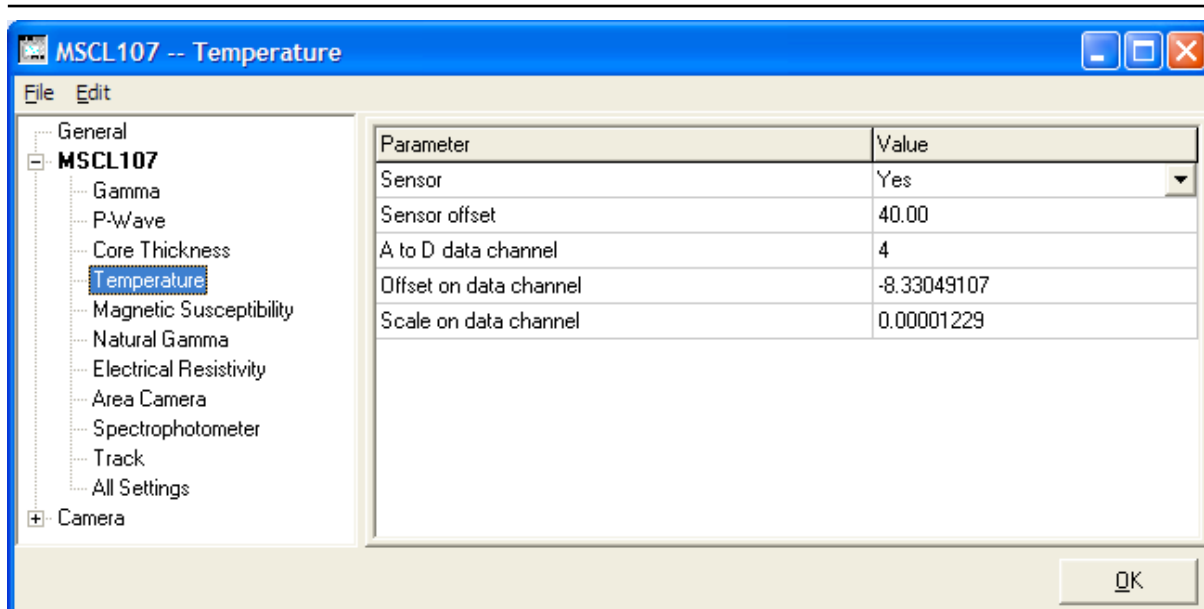 MSCL107 -- Temperature
File Edit
General
MSCL107
Gamma
P-Wave
Core Thickness
Temperature
Magnetic Susceptibility
Natural Gamma
Electrical Resistivity
Area Camera
Spectrophotometer
Track
All Settings
Camera
Parameter Value
Sensor Yes
Sensor offset 40.00
A to D data channel 4
Offset on data channel -8.33049107
Scale on data channel 0.00001229
OK